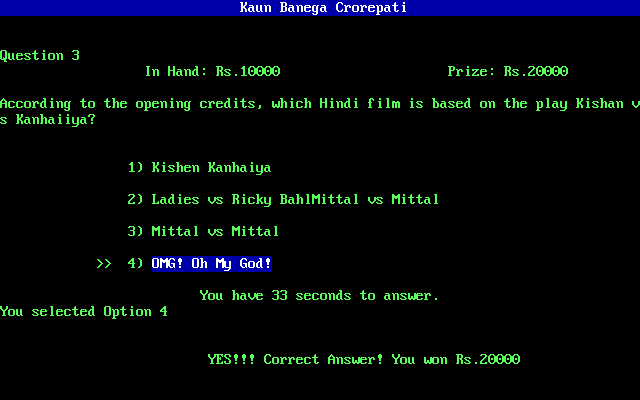 Kaun Banega Crorepati
Question 3
In Hand: Rs.10000 Prize: Rs.20000
According to the opening credits, which Hindi film is based on the play Kishan v
s Kanhaiiya?
1) Kishen Kanhaiya
2) Ladies vs Ricky BahlMittal vs Mittal
3) Mittal vs Mittal
>> 4) OMG! Oh My God!
You have 33 seconds to answer.
You selected Option 4
YES!!! Correct Answer! You won Rs.20000